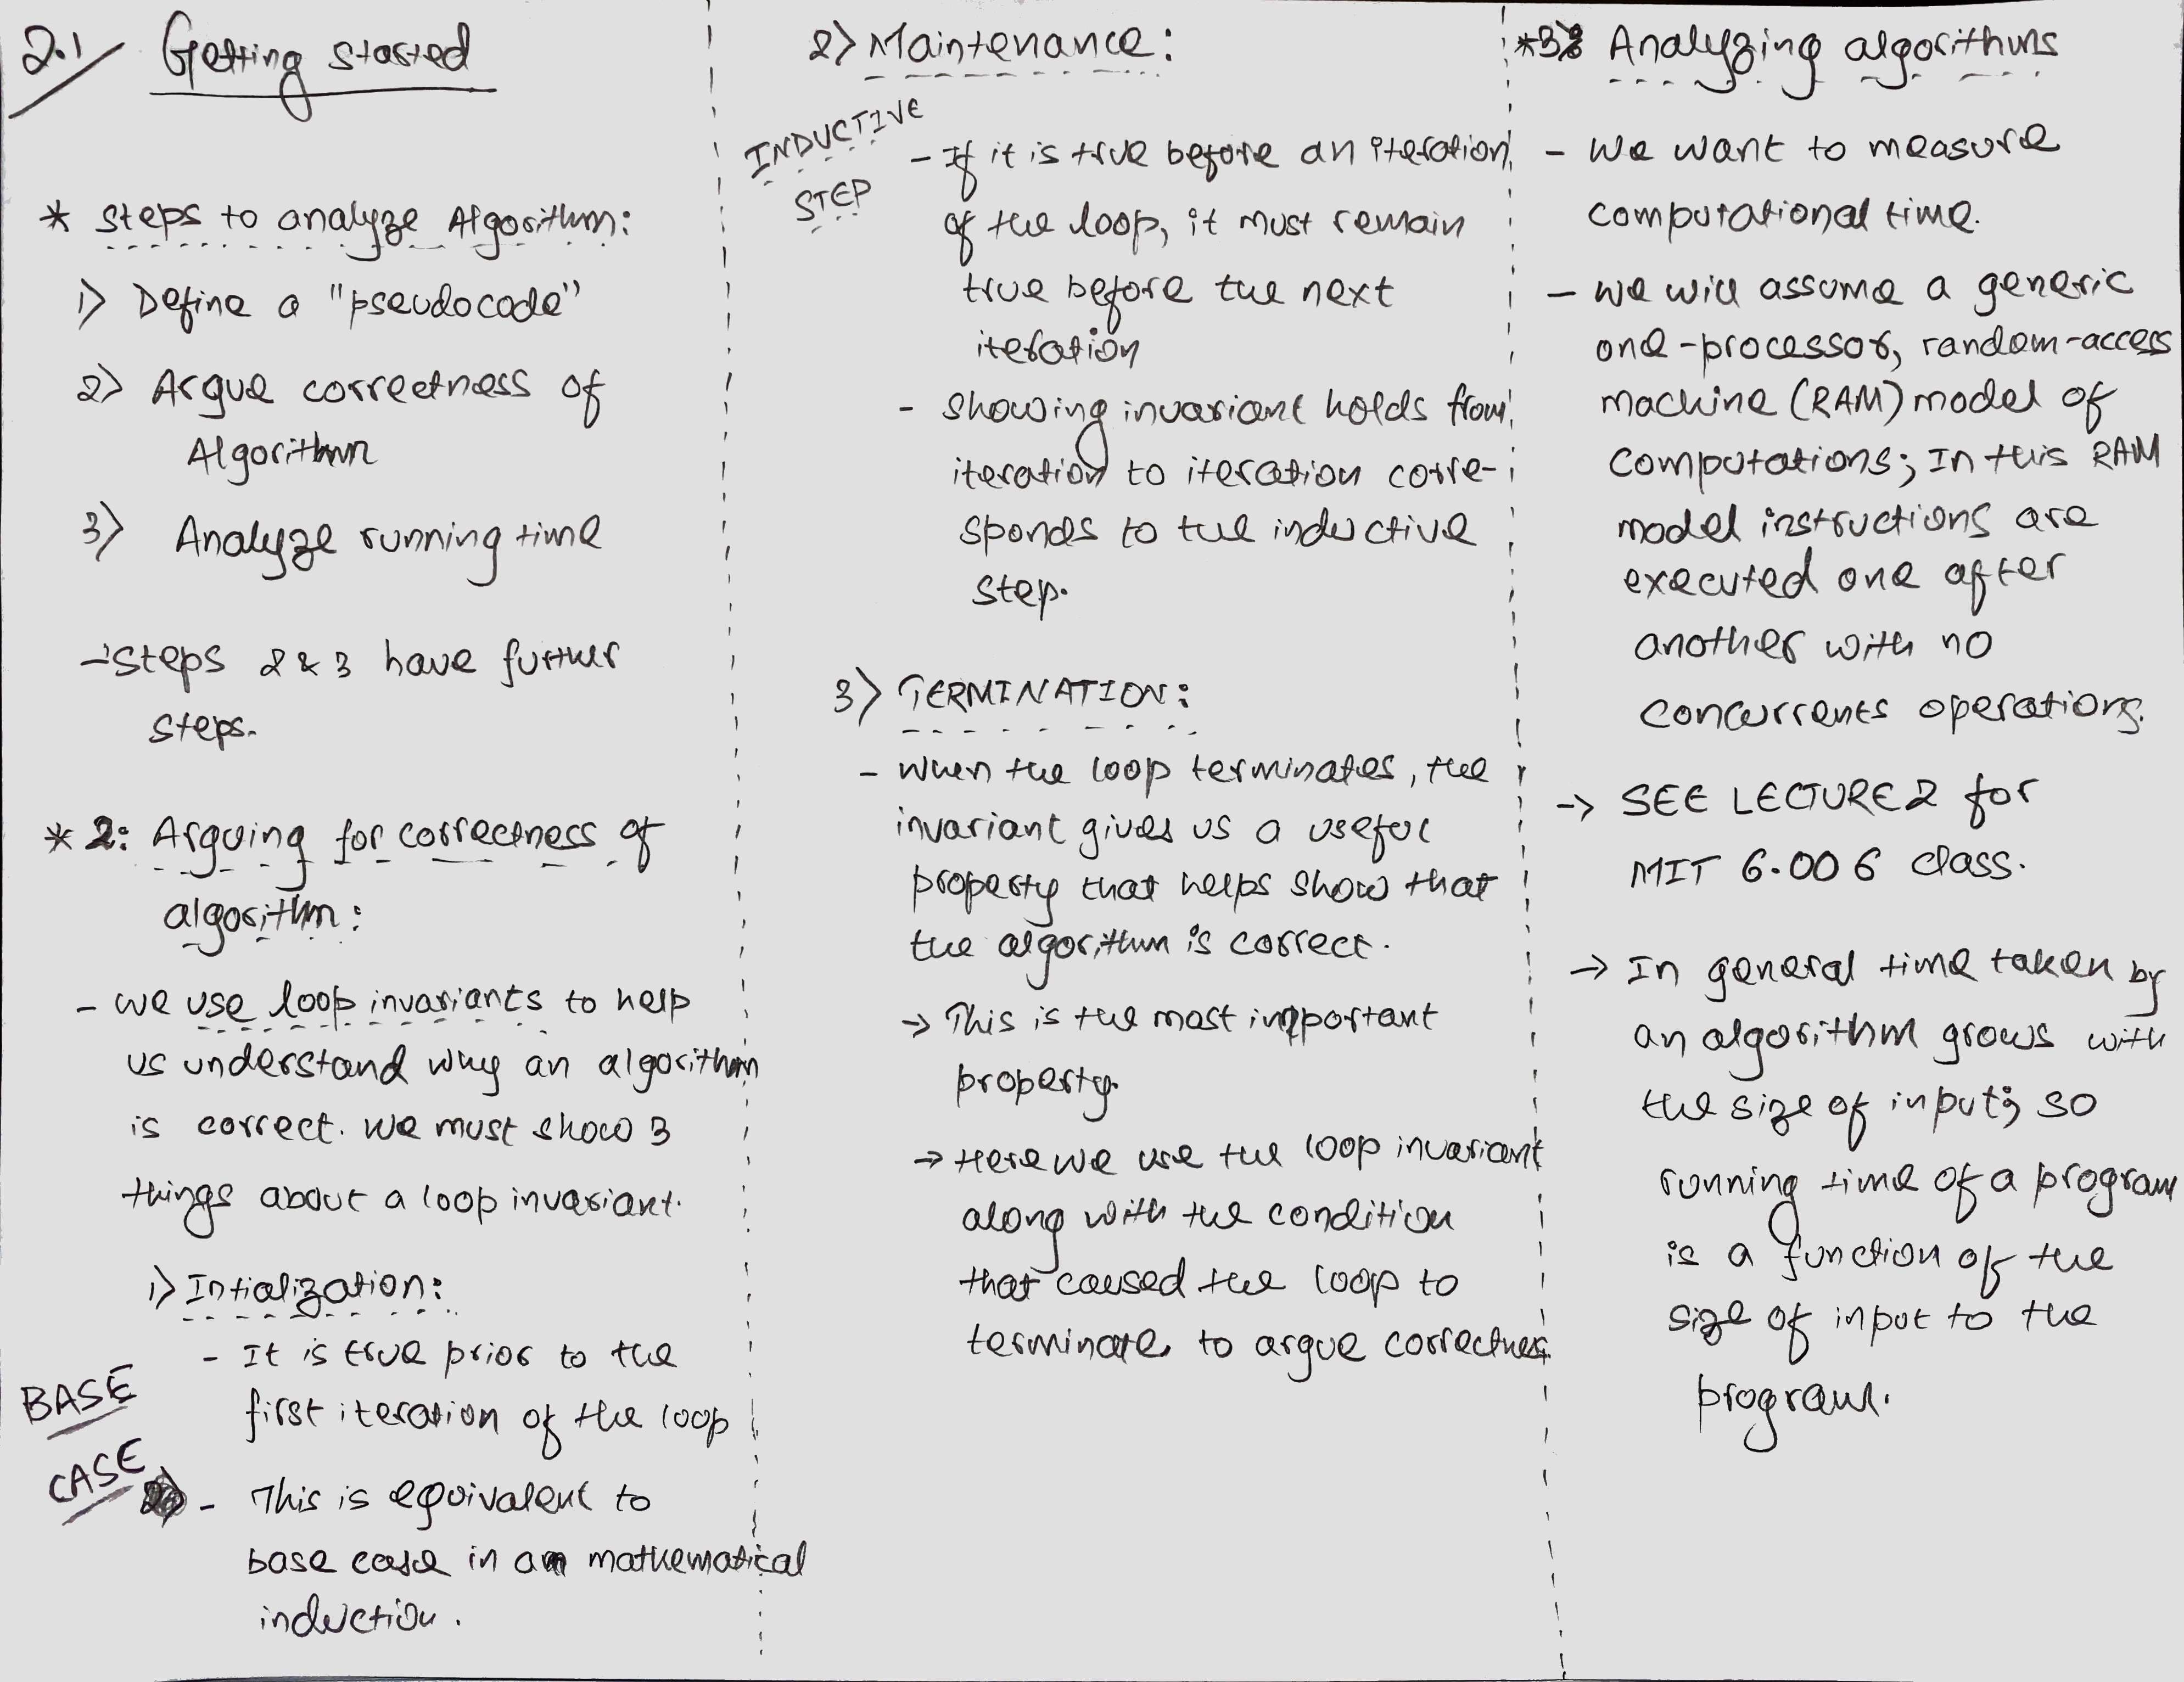 2.1 Getting started
* steps to analyze Algorithm:
1) Define a "pseudocode"
2) Argue correctness of
Algorithm
3) Analyze running time
→ steps 2 & 3 have further
steps.
* 2: Arguing for correctness of
algorithm:
- we use loop invariants to help
us understand why an algorithm
is correct. we must show 3
things about a loop invariant.
1) Intialization:
- It is true prior to the
first iteration of the loop
BASE
CASE
- This is equivalent to
base case in an mathematical
induction.
2) Maintenance:
INDUCTIVE
STEP
- If it is true before an iteration
of the loop, it must remain
true before the next
iteration
- showing invariant holds from
iteration to iteration corre-
sponds to the inductive
step.
3) TERMINATION:
- when the loop terminates, the
invariant gives us a useful
property that helps show that
the algorithm is correct.
→ This is the most important
property.
→ Here we use the loop invariant
along with the condition
that caused the loop to
terminate, to argue correctness
*3: Analyzing algorithms
- we want to measure
computational time.
- we will assume a generic
one-processor, random-access
machine (RAM) model of
computations; In this RAM
model instructions are
executed one after
another with no
concurrents operations.
→ SEE LECTURE 2 for
MIT 6.006 class.
→ In general time taken by
an algorithm grows with
the size of input; so
running time of a program
is a function of the
size of input to the
program.